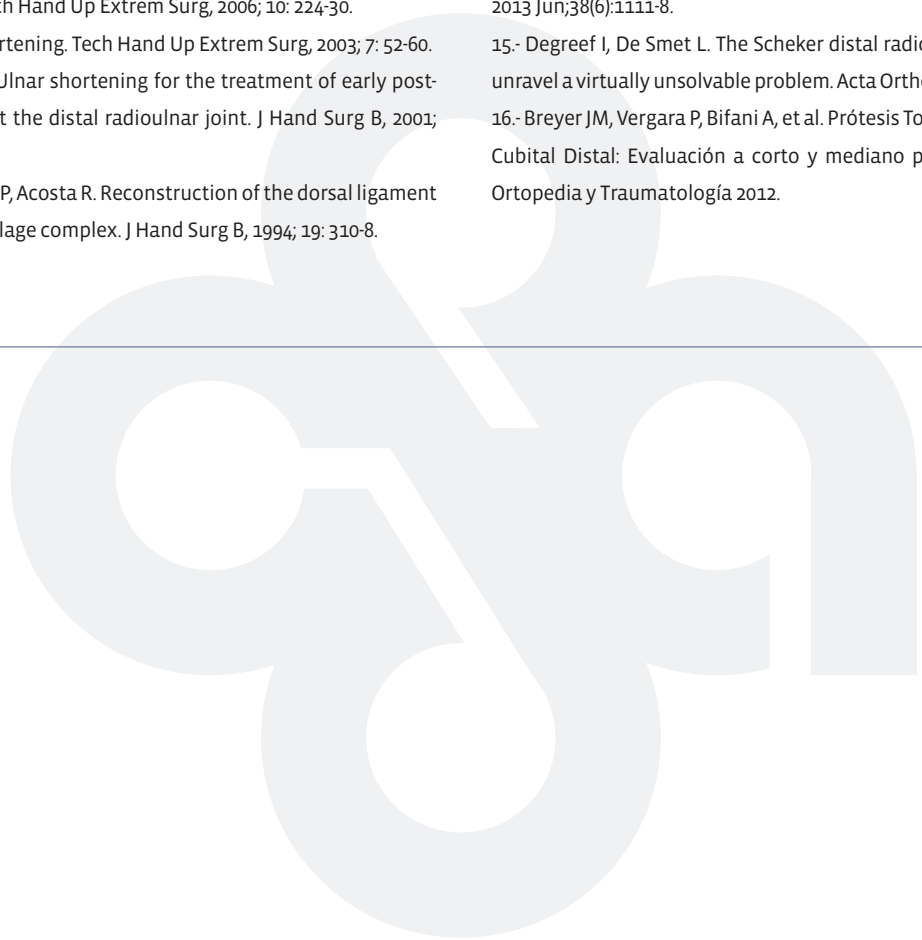 ch Hand Up Extrem Surg, 2006; 10: 224-30.
rtening. Tech Hand Up Extrem Surg, 2003; 7: 52-60.
Ulnar shortening for the treatment of early post-
t the distal radioulnar joint. J Hand Surg B, 2001;
P, Acosta R. Reconstruction of the dorsal ligament
lage complex. J Hand Surg B, 1994; 19: 310-8.
2013 Jun;38(6):1111-8.
15.- Degreef I, De Smet L. The Scheker distal radio
unravel a virtually unsolvable problem. Acta Ortho
16.- Breyer JM, Vergara P, Bifani A, et al. Prótesis To
Cubital Distal: Evaluación a corto y mediano p
Ortopedia y Traumatología 2012.